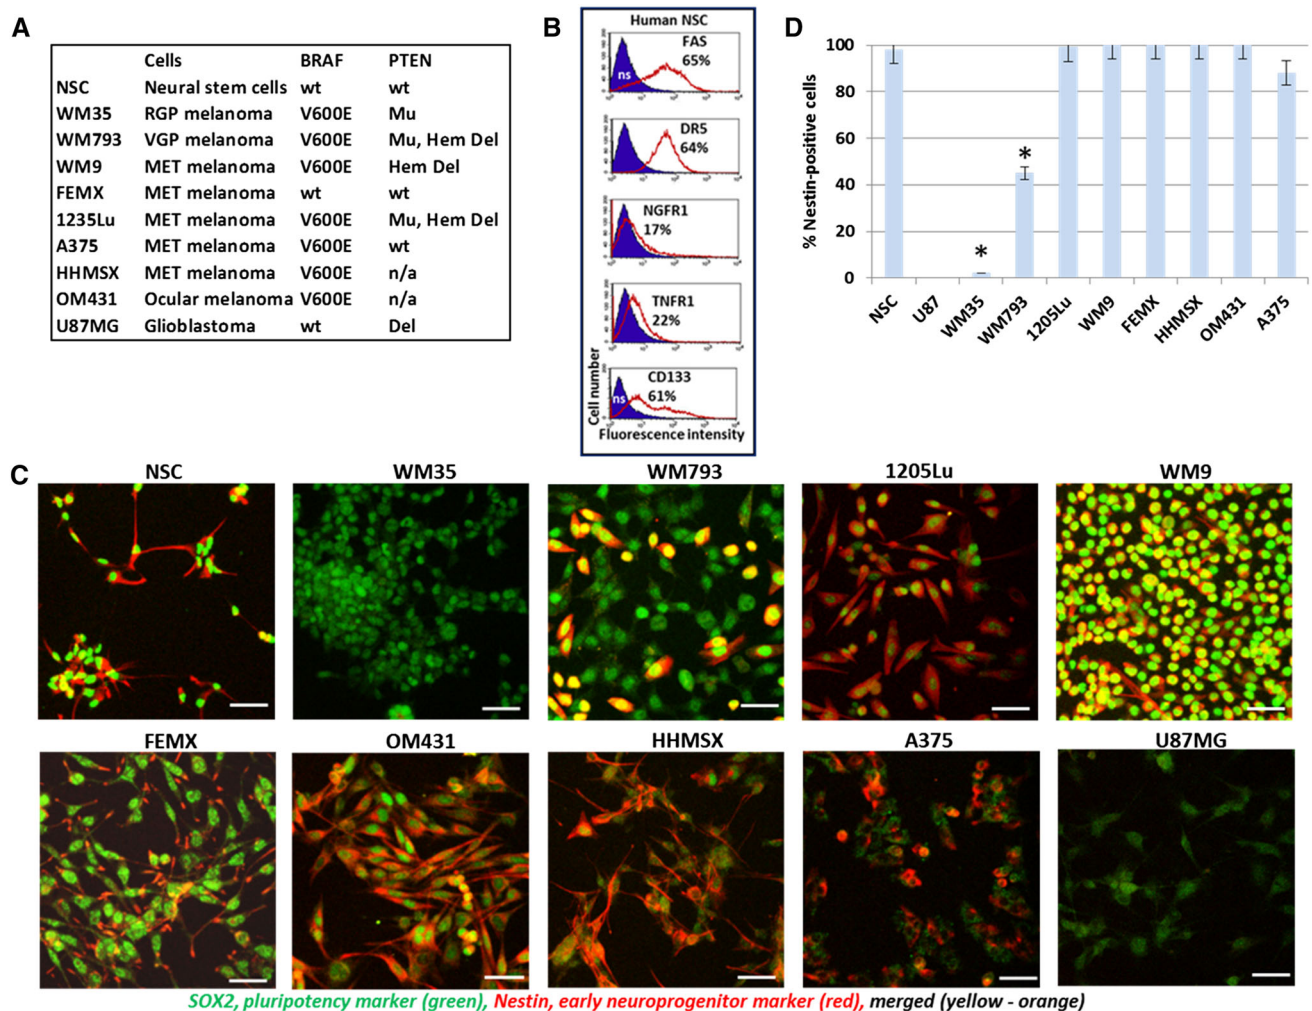 A
Cells BRAF PTEN
NSC Neural stem cells wt wt
WM35 RGP melanoma V600E Mu
WM793 VGP melanoma V600E Mu, Hem Del
WM9 MET melanoma V600E Hem Del
FEMX MET melanoma wt wt
1235Lu MET melanoma V600E Mu, Hem Del
A375 MET melanoma V600E wt
HHMSX MET melanoma V600E n/a
OM431 Ocular melanoma V600E n/a
U87MG Glioblastoma wt Del
B
Human NSC
FAS
65%
ns
DR5
64%
NGFR1
17%
TNFR1
22%
CD133
61%
ns
Cell number
Fluorescence intensity
D
% Nestin-positive cells
100
80
60
40
20
0
*
*
NSC U87 WM35 WM793 1205Lu WM9 FEMX HHMSX OM431 A375
C
NSC WM35 WM793 1205Lu WM9
FEMX OM431 HHMSX A375 U87MG
SOX2, pluripotency marker (green), Nestin, early neuroprogenitor marker (red), merged (yellow - orange)